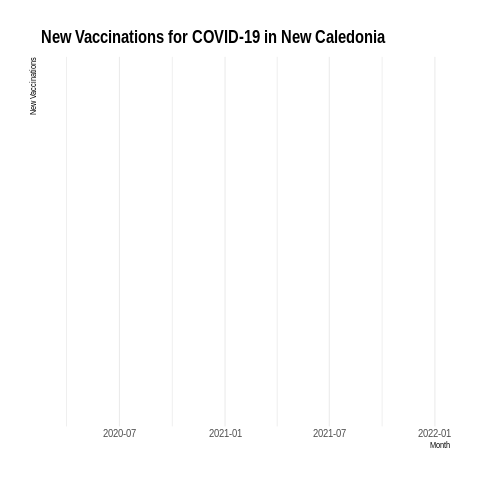 New Vaccinations for COVID-19 in New Caledonia
New Vaccinations
2020-07 2021-01 2021-07 2022-01
Month